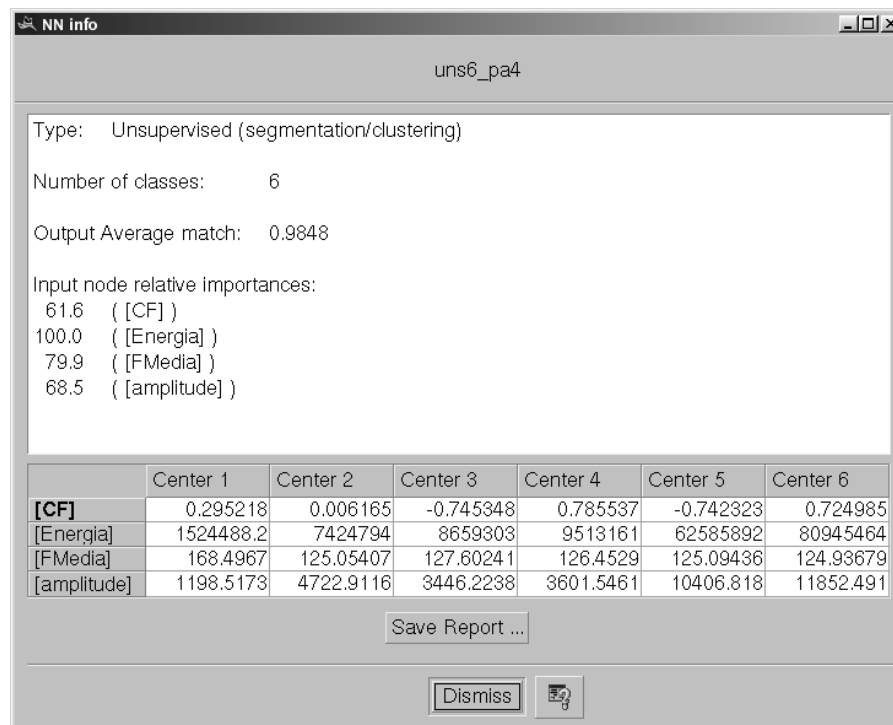 NN info
uns6_pa4
Type: Unsupervised (segmentation/clustering)
Number of classes: 6
Output Average match: 0.9848
Input node relative importances:
61.6 ( [CF] )
100.0 ( [Energia] )
79.9 ( [FMedia] )
68.5 ( [amplitude] )
Center 1 Center 2 Center 3 Center 4 Center 5 Center 6
[CF] 0.295218 0.006165 -0.745348 0.785537 -0.742323 0.724985
[Energia] 1524488.2 7424794 8659303 9513161 62585892 80945464
[FMedia] 168.4967 125.05407 127.60241 126.4529 125.09436 124.93679
[amplitude] 1198.5173 4722.9116 3446.2238 3601.5461 10406.818 11852.491
Save Report ...
Dismiss